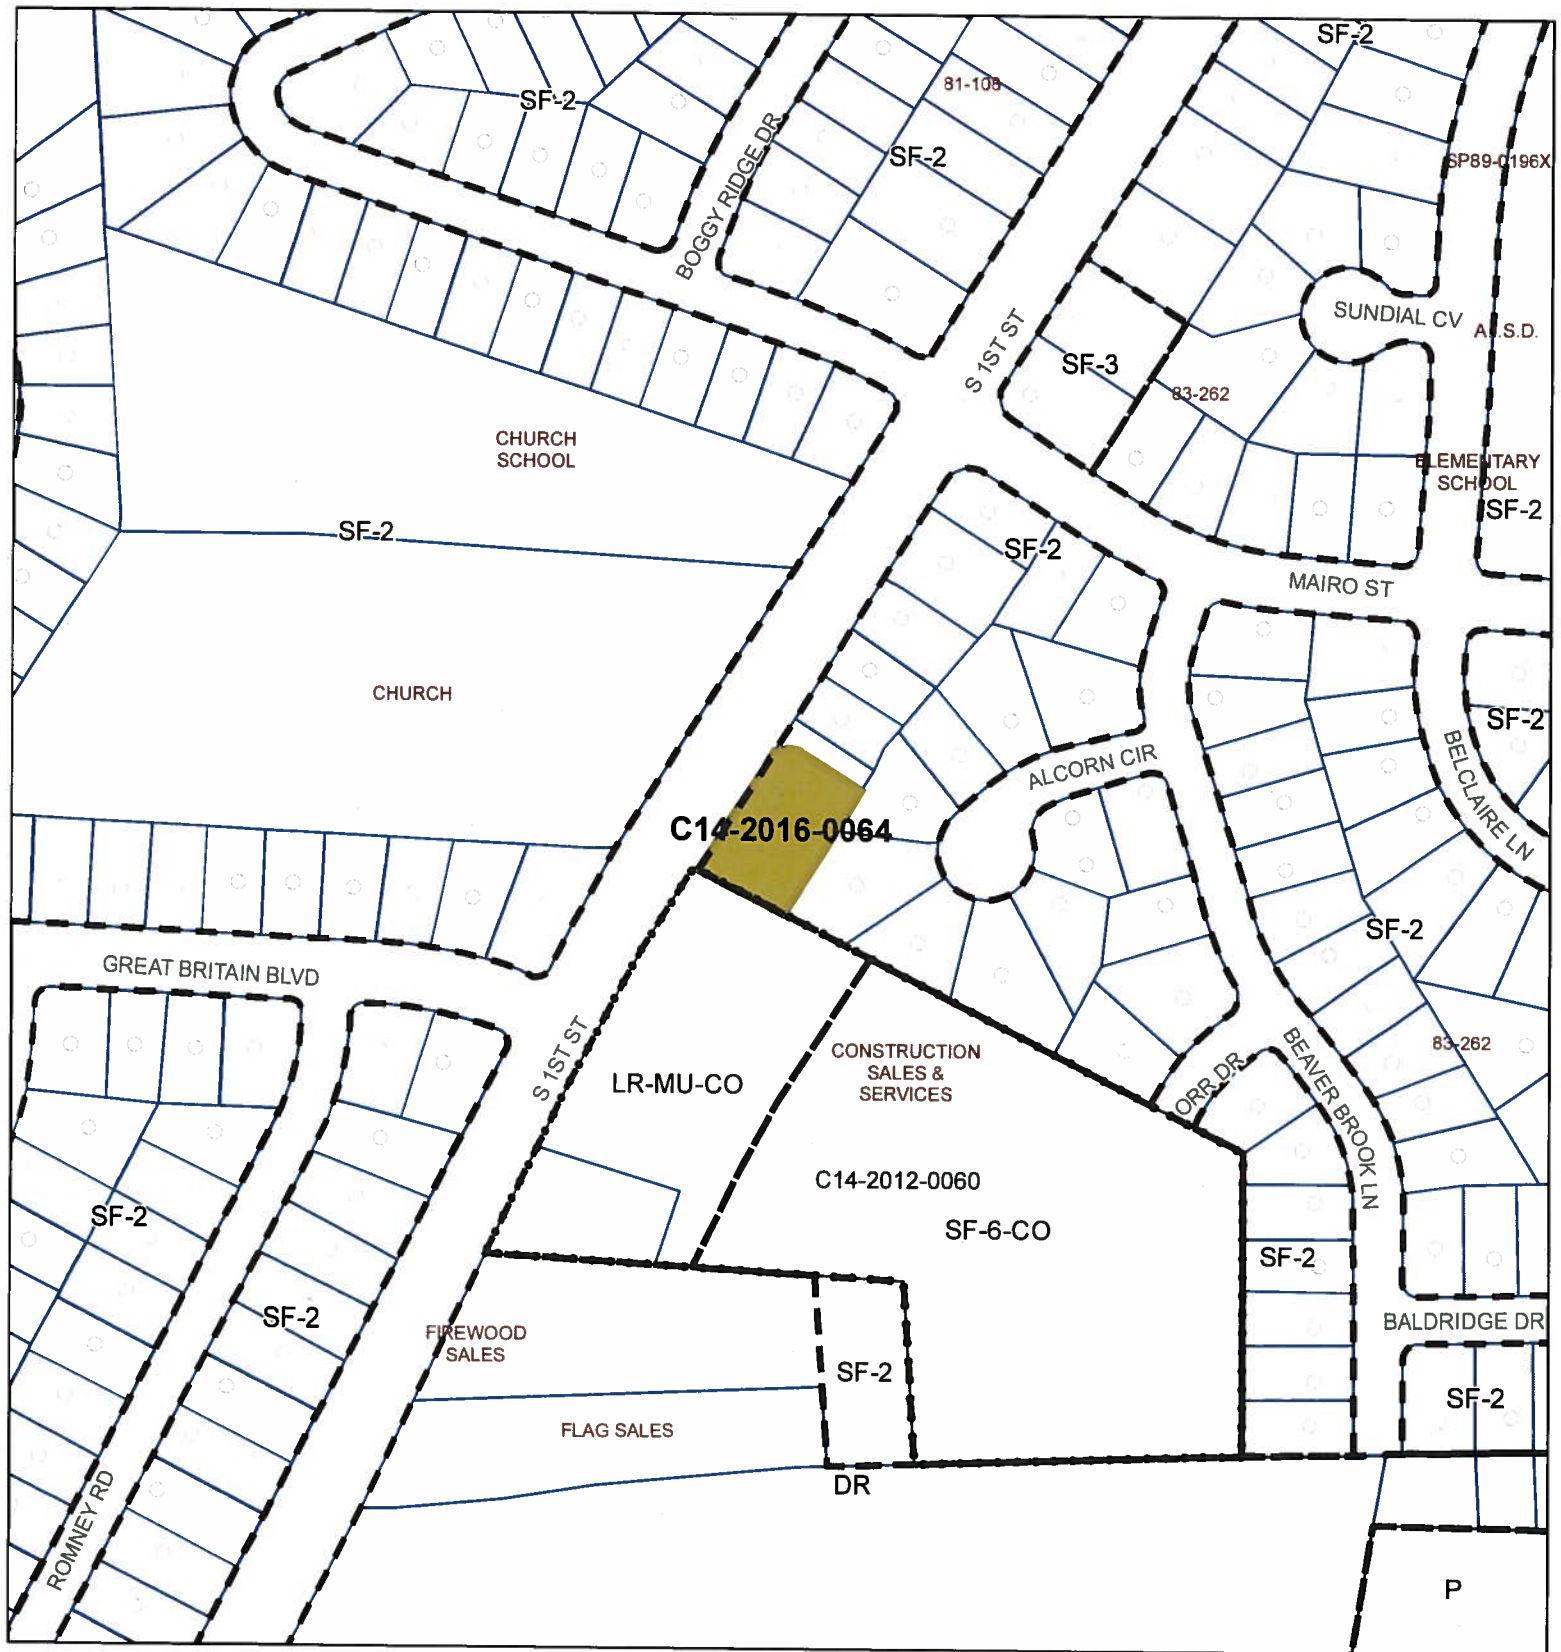 SF-2
SF-2
81-108
SF-2
BOGGY RIDGE DR
SP89-0196X
SUNDIAL CV
S 1ST ST
SF-3
83-262
CHURCH
SCHOOL
ELEMENTARY
SCHOOL
SF-2
SF-2
SF-2
MAIRO ST
CHURCH
SF-2
ALCORN CIR
BELCLAIRE LN
C14-2016-0064
SF-2
GREAT BRITAIN BLVD
S 1ST ST
LR-MU-CO
CONSTRUCTION
SALES &
SERVICES
ORR DR
BEAVER BROOK LN
83-262
C14-2012-0060
SF-6-CO
SF-2
SF-2
SF-2
BALDRIDGE DR
FIREWOOD
SALES
SF-2
SF-2
FLAG SALES
DR
ROMNEY RD
P